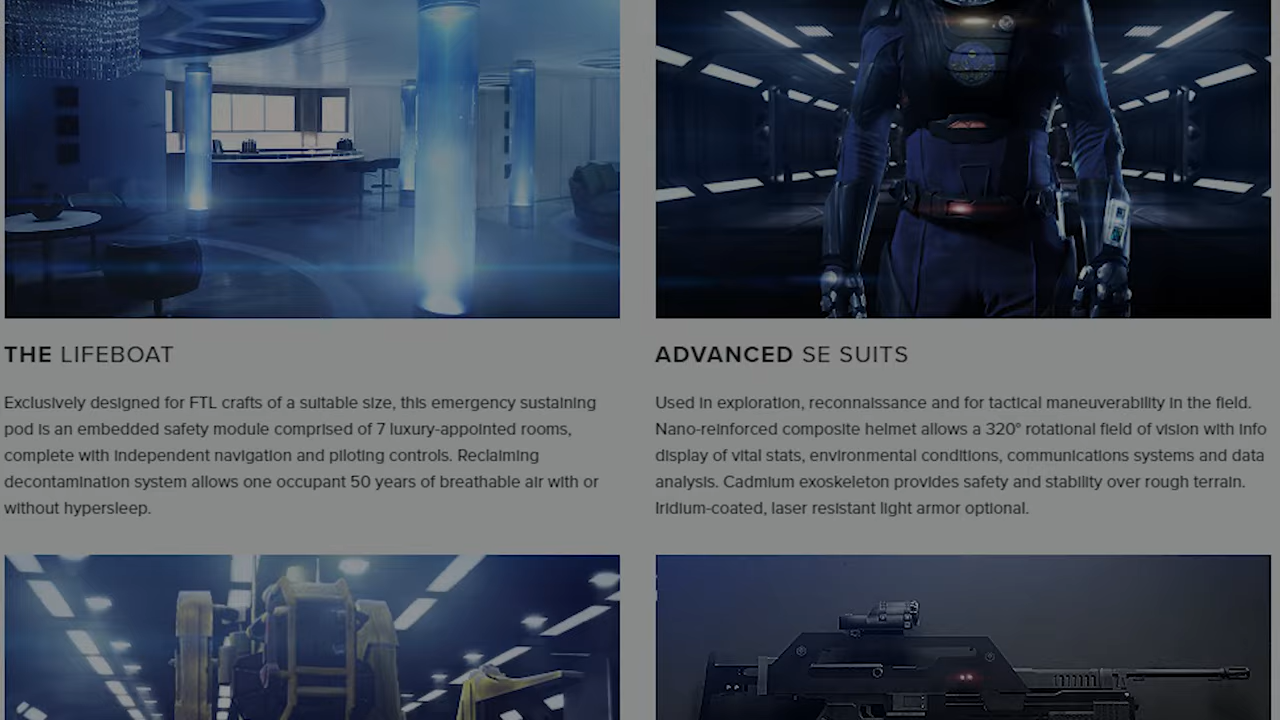 THE LIFEBOAT
Exclusively designed for FTL crafts of a suitable size, this emergency sustaining
pod is an embedded safety module comprised of 7 luxury-appointed rooms,
complete with independent navigation and piloting controls. Reclaiming
decontamination system allows one occupant 50 years of breathable air with or
without hypersleep.
ADVANCED SE SUITS
Used in exploration, reconnaissance and for tactical maneuverability in the field.
Nano-reinforced composite helmet allows a 320° rotational field of vision with info
display of vital stats, environmental conditions, communications systems and data
analysis. Cadmium exoskeleton provides safety and stability over rough terrain.
Iridium-coated, laser resistant light armor optional.